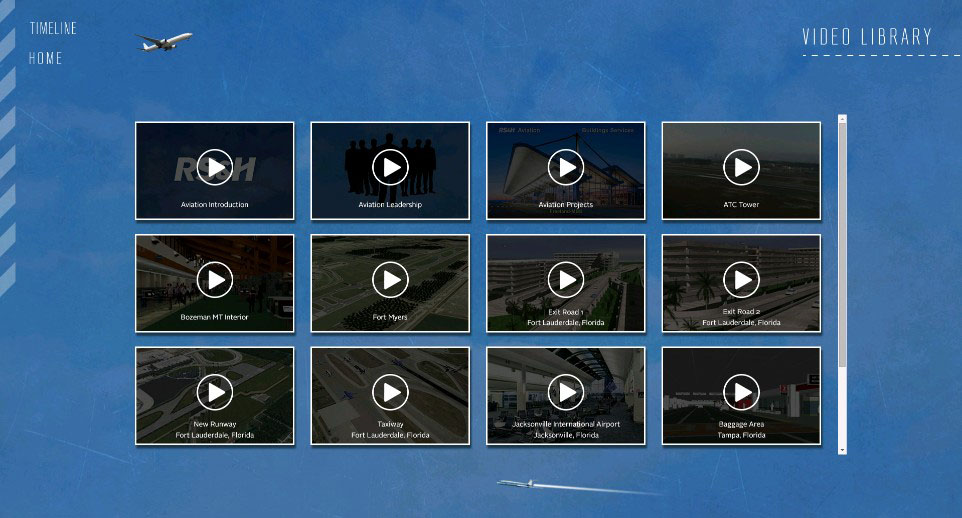 TIMELINE
HOME
VIDEO LIBRARY
RS&H
Aviation Introduction
Aviation Leadership
RS&H Aviation
Buildings Services
Aviation Projects
ATC Tower
Bozeman MT Interior
Fort Myers
Exit Road 1
Fort Lauderdale, Florida
Exit Road 2
Fort Lauderdale, Florida
New Runway
Fort Lauderdale, Florida
Taxiway
Fort Lauderdale, Florida
Jacksonville International Airport
Jacksonville, Florida
Baggage Area
Tampa, Florida